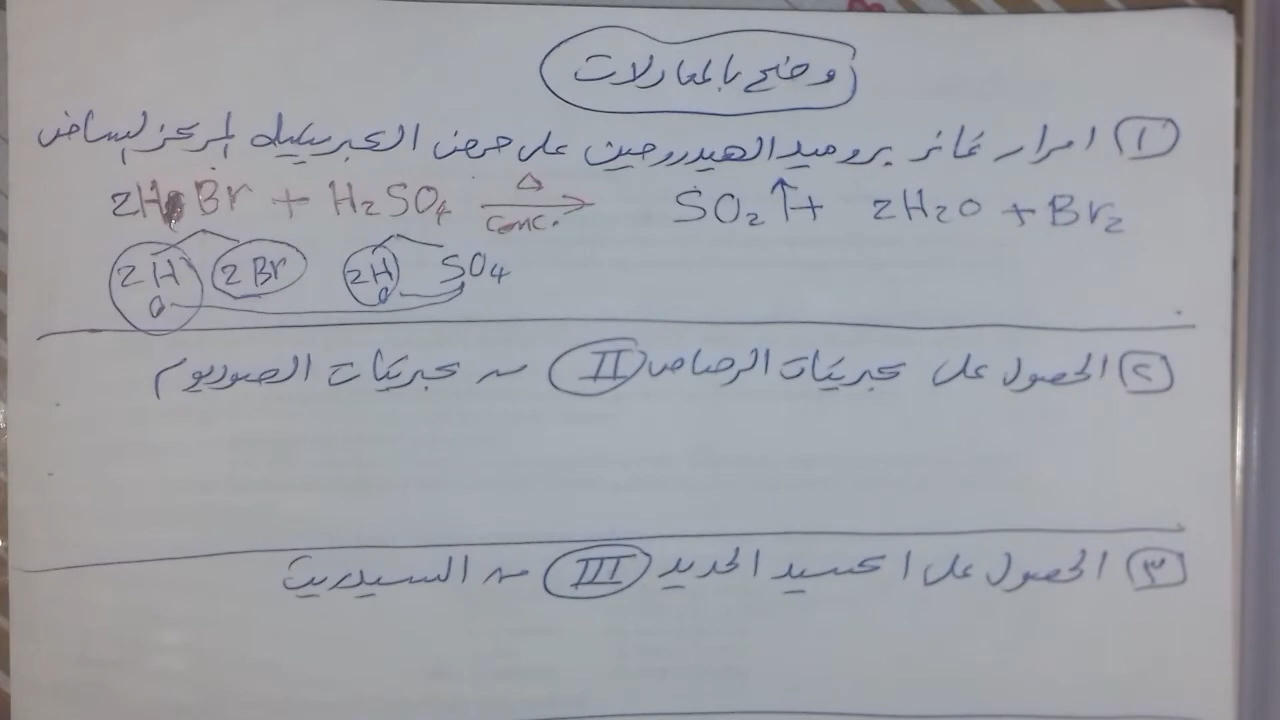 وضح بالمعادلات
① امرار غاز بروميد الهيدروجين على حمض الكبريتيك المركز الساخن
2HBr + H₂SO₄ —Δ/conc.→ SO₂↑ + 2H₂O + Br₂
2H 2Br 2H SO₄
② الحصول على كبريتات الرصاص II من كبريتات الصوديوم
③ الحصول على اكسيد الحديد III من السيدريت